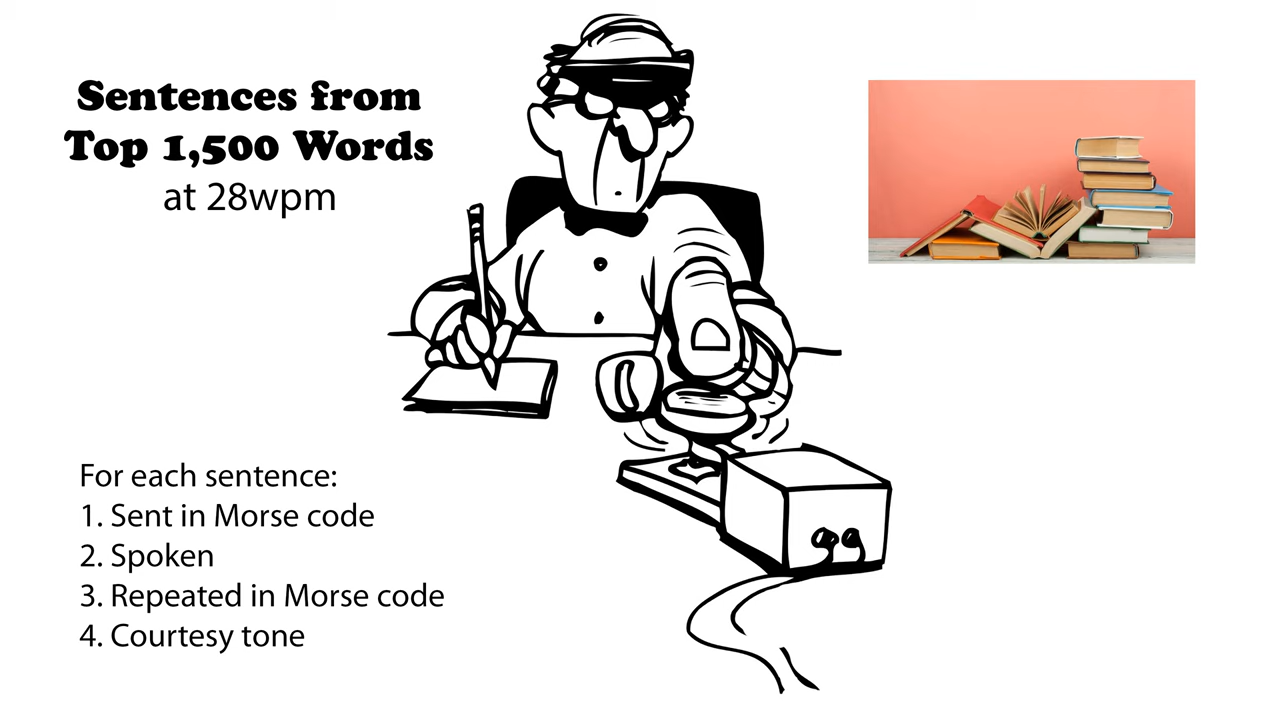 Sentences from
Top 1,500 Words
at 28wpm
For each sentence:
1. Sent in Morse code
2. Spoken
3. Repeated in Morse code
4. Courtesy tone